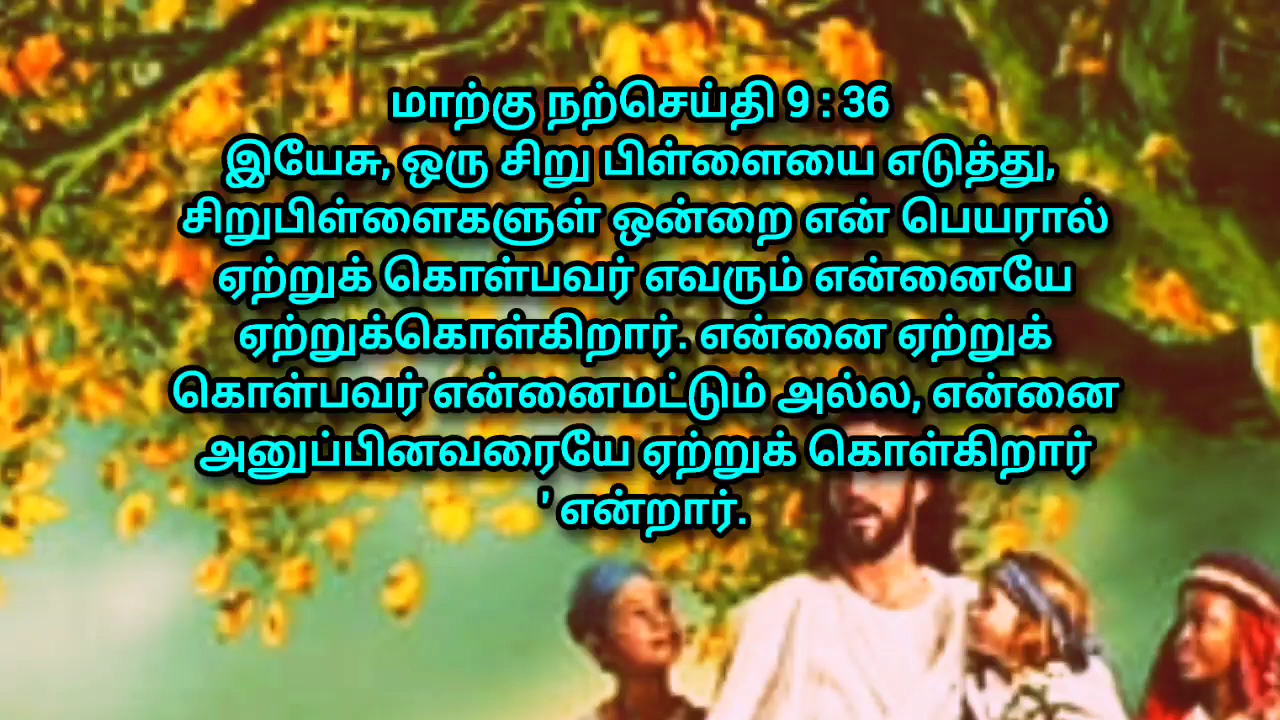 மாற்கு நற்செய்தி 9 : 36
இயேசு, ஒரு சிறு பிள்ளையை எடுத்து,
சிறுபிள்ளைகளுள் ஒன்றை என் பெயரால்
ஏற்றுக் கொள்பவர் எவரும் என்னையே
ஏற்றுக்கொள்கிறார். என்னை ஏற்றுக்
கொள்பவர் என்னைமட்டும் அல்ல, என்னை
அனுப்பினவரையே ஏற்றுக் கொள்கிறார்
' என்றார்.